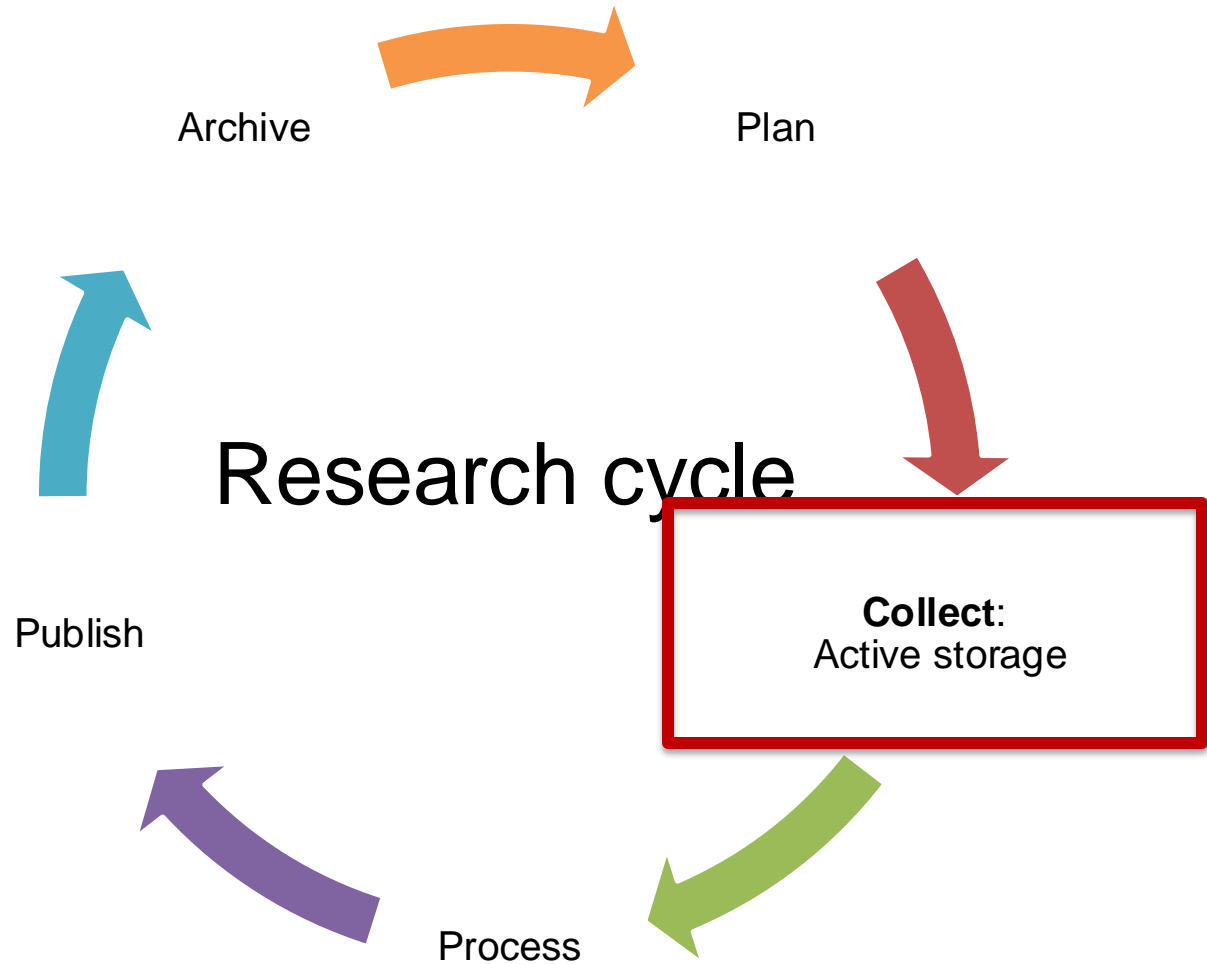 Archive
Plan
Research cycle
Collect:
Active storage
Publish
Process